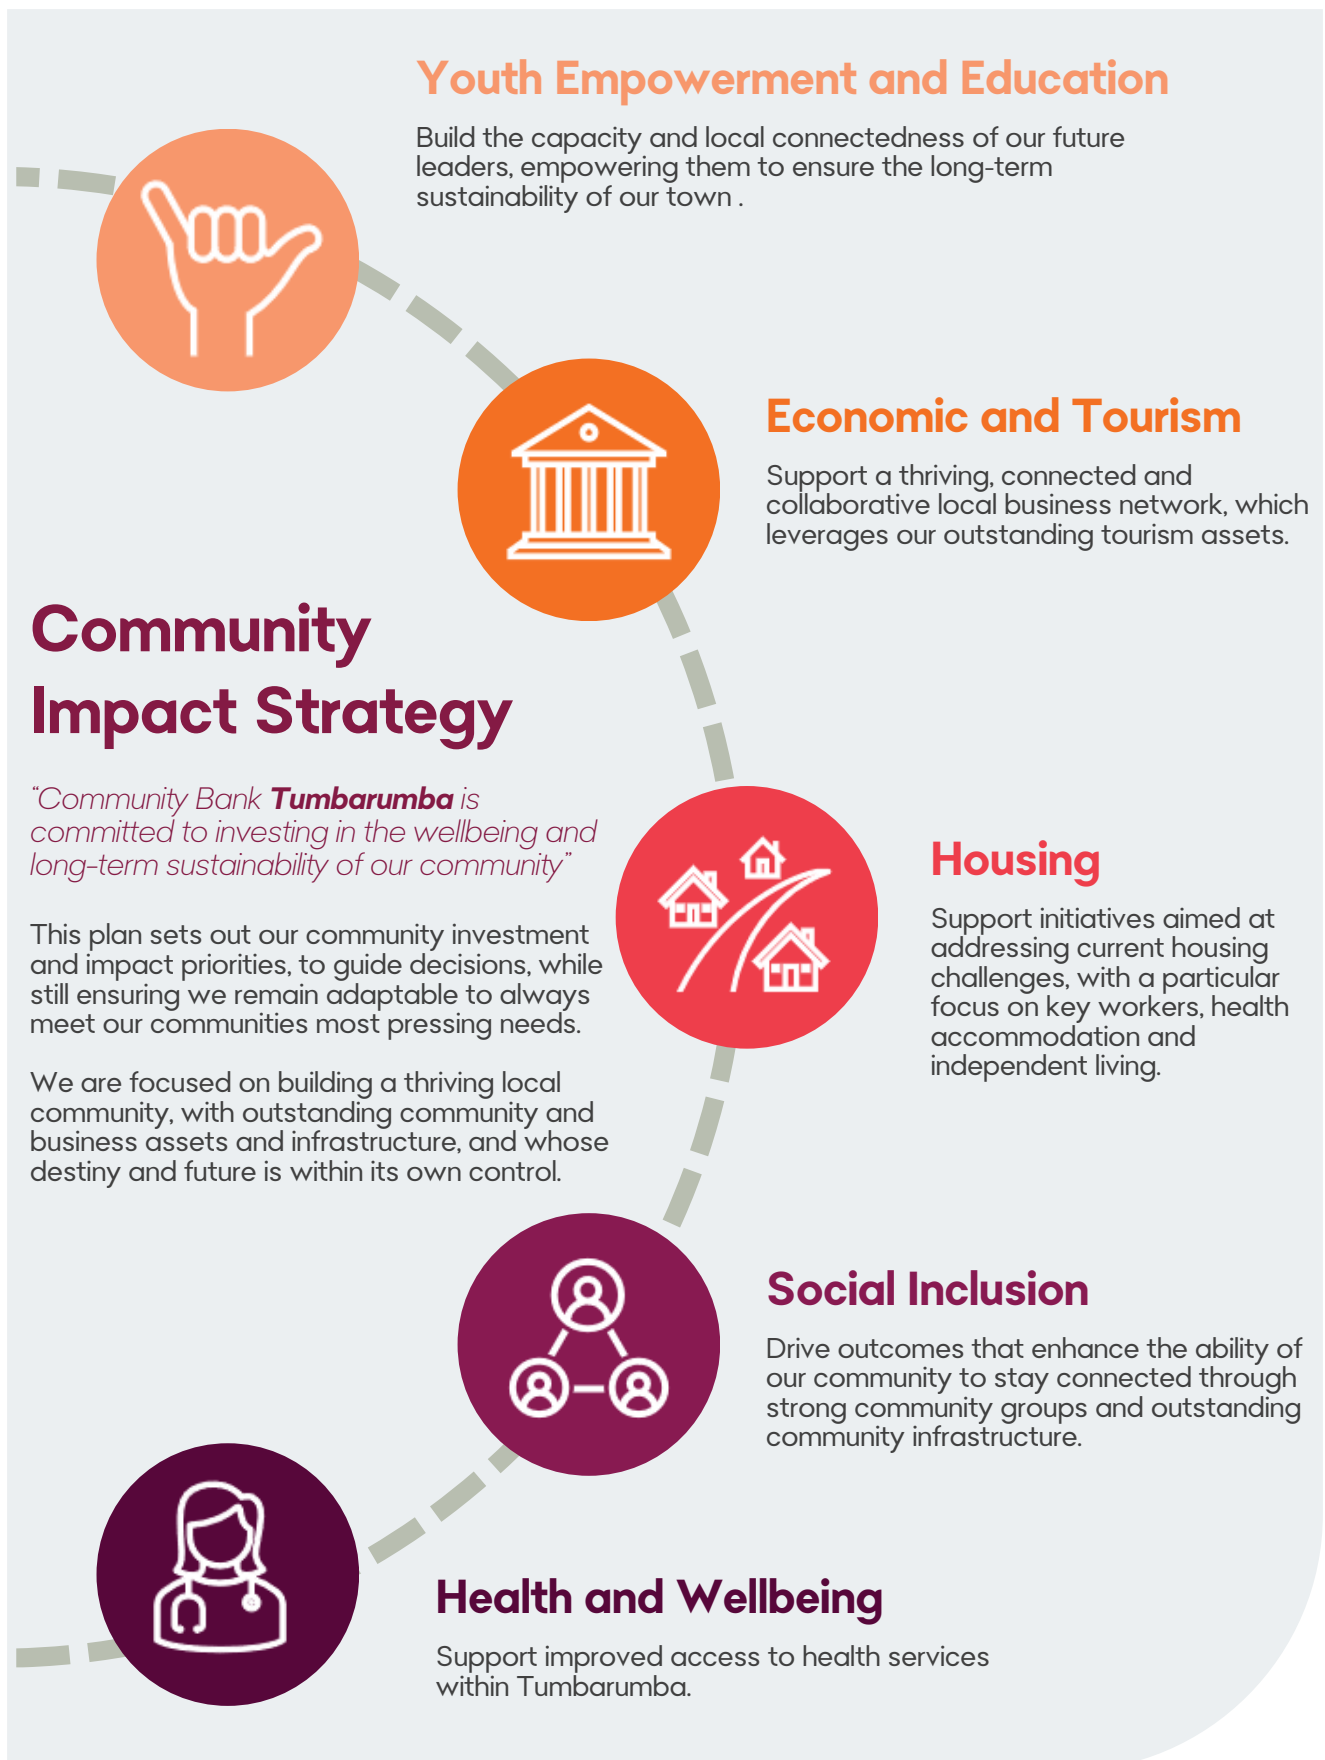 Youth Empowerment and Education
Build the capacity and local connectedness of our future
leaders, empowering them to ensure the long-term
sustainability of our town .
Economic and Tourism
Support a thriving, connected and
collaborative local business network, which
leverages our outstanding tourism assets.
Community
Impact Strategy
“Community Bank Tumbarumba is
committed to investing in the wellbeing and
long-term sustainability of our community”
This plan sets out our community investment
and impact priorities, to guide decisions, while
still ensuring we remain adaptable to always
meet our communities most pressing needs.
We are focused on building a thriving local
community, with outstanding community and
business assets and infrastructure, and whose
destiny and future is within its own control.
Housing
Support initiatives aimed at
addressing current housing
challenges, with a particular
focus on key workers, health
accommodation and
independent living.
Social Inclusion
Drive outcomes that enhance the ability of
our community to stay connected through
strong community groups and outstanding
community infrastructure.
Health and Wellbeing
Support improved access to health services
within Tumbarumba.